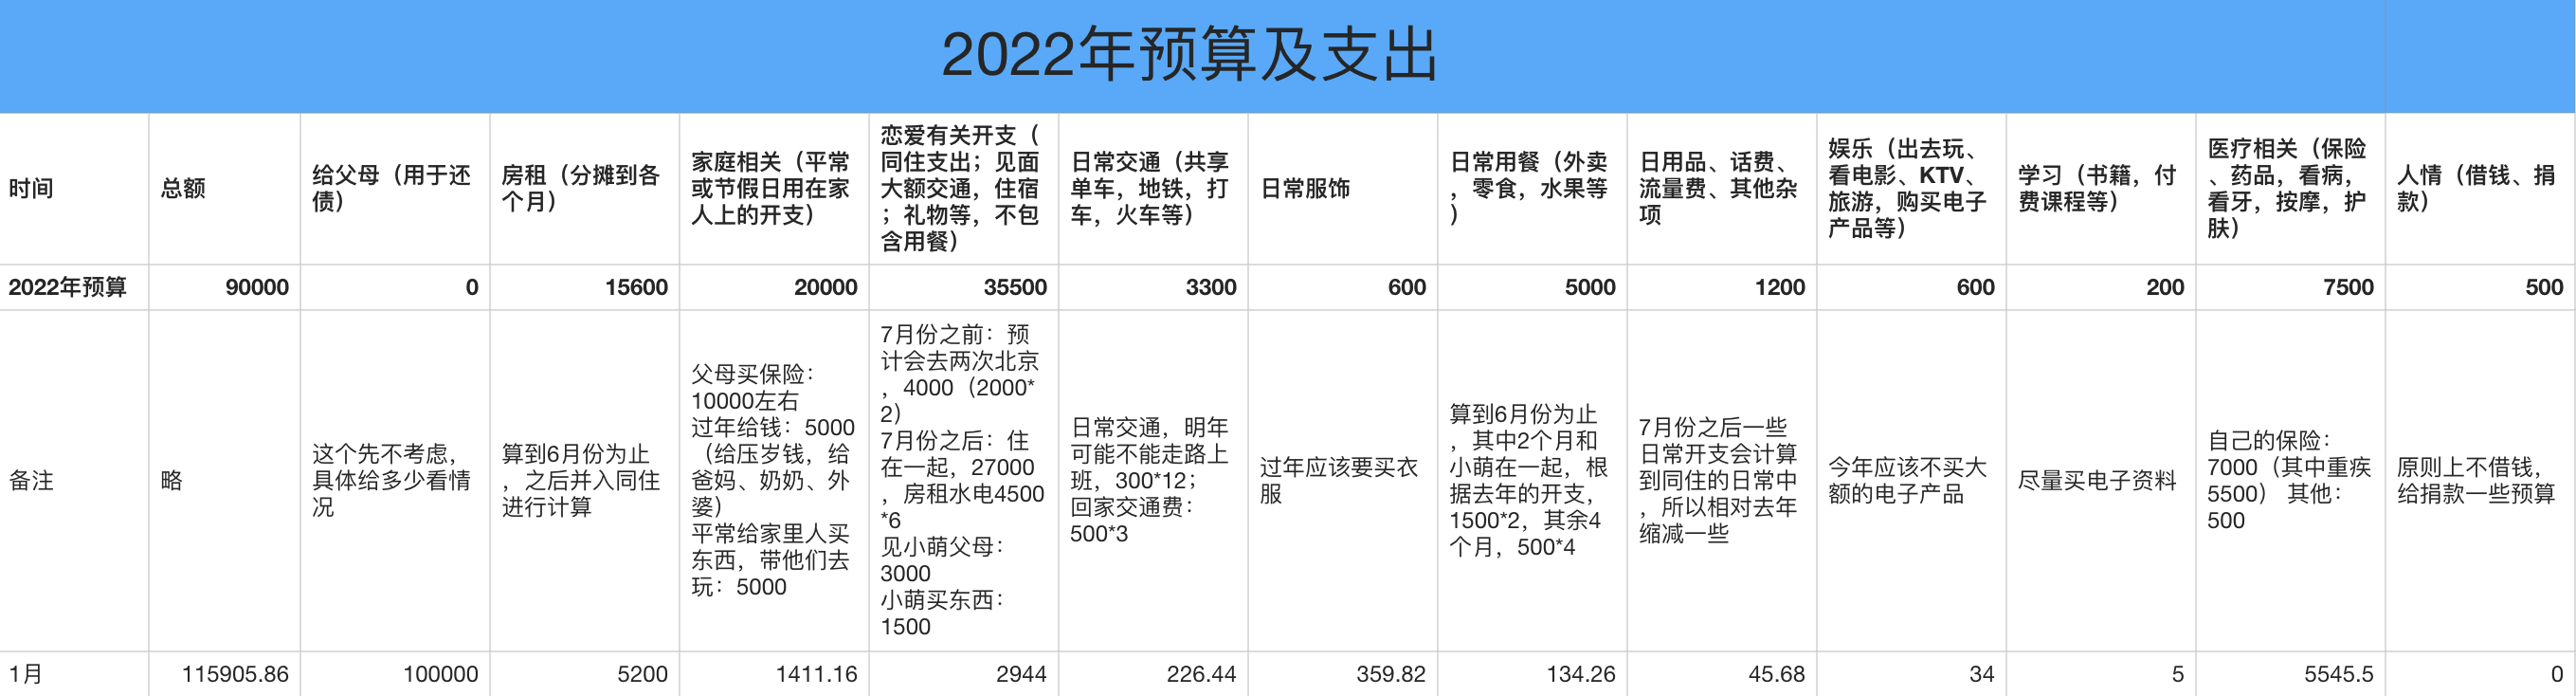 2022年预算及支出
时间
总额
给父母（用于还
债）
房租（分摊到各
个月）
家庭相关（平常
或节假日用在家
人上的开支）
恋爱有关开支（
同住支出；见面
大额交通，住宿
；礼物等，不包
含用餐）
日常交通（共享
单车，地铁，打
车，火车等）
日常服饰
日常用餐（外卖
，零食，水果等
）
日用品、话费、
流量费、其他杂
项
娱乐（出去玩、
看电影、KTV、
旅游，购买电子
产品等）
学习（书籍，付
费课程等）
医疗相关（保险
、药品，看病，
看牙，按摩，护
肤）
人情（借钱、捐
款）
2022年预算
90000
0
15600
20000
35500
3300
600
5000
1200
600
200
7500
500
备注
略
这个先不考虑，
具体给多少看情
况
算到6月份为止
，之后并入同住
进行计算
父母买保险：
10000左右
过年给钱：5000
（给压岁钱，给
爸妈、奶奶、外
婆）
平常给家里人买
东西，带他们去
玩：5000
7月份之前：预
计会去两次北京
，4000（2000*
2）
7月份之后：住
在一起，27000
，房租水电4500
*6
见小萌父母：
3000
小萌买东西：
1500
日常交通，明年
可能不能走路上
班，300*12；
回家交通费：
500*3
过年应该要买衣
服
算到6月份为止
，其中2个月和
小萌在一起，根
据去年的开支，
1500*2，其余4
个月，500*4
7月份之后一些
日常开支会计算
到同住的日常中
，所以相对去年
缩减一些
今年应该不买大
额的电子产品
尽量买电子资料
自己的保险：
7000（其中重疾
5500） 其他：
500
原则上不借钱，
给捐款一些预算
1月
115905.86
100000
5200
1411.16
2944
226.44
359.82
134.26
45.68
34
5
5545.5
0